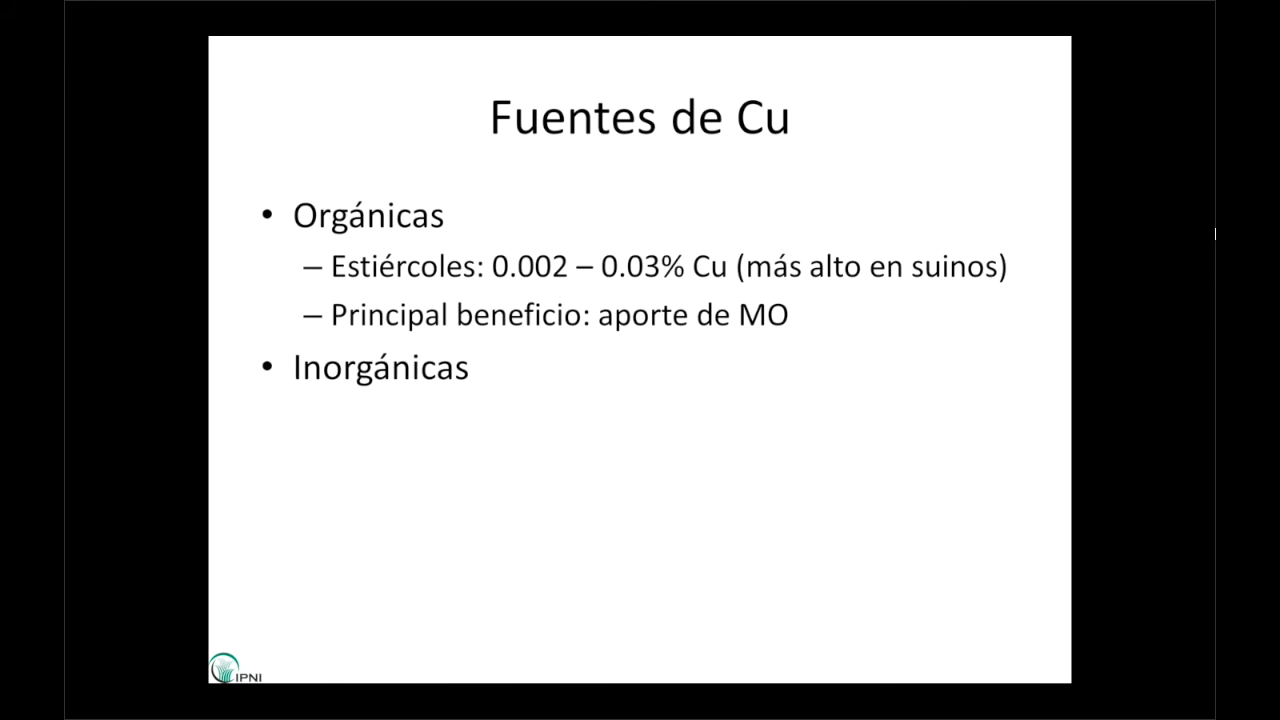 Fuentes de Cu
• Orgánicas
– Estiércoles: 0.002 – 0.03% Cu (más alto en suinos)
– Principal beneficio: aporte de MO
• Inorgánicas
IPNI